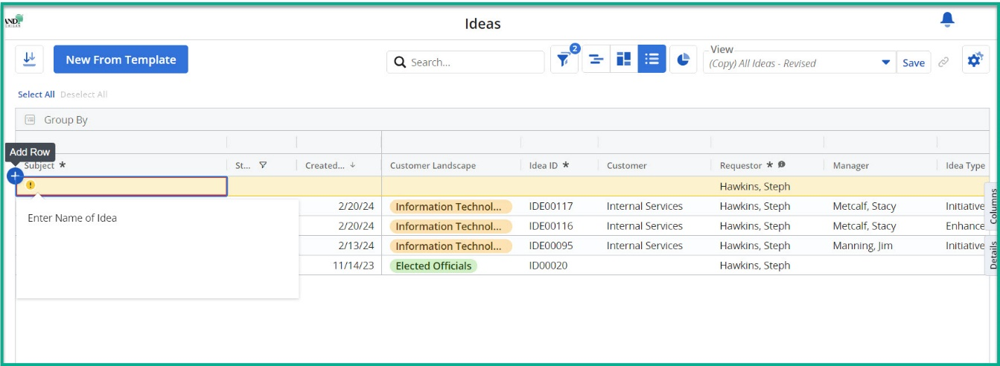 Ideas
New From Template
Search...
2
View
(Copy) All Ideas - Revised
Save
Select All Deselect All
Group By
Add Row
Subject * St... Created... ↓ Customer Landscape Idea ID * Customer Requestor * Manager Idea Type
Hawkins, Steph
Enter Name of Idea
2/20/24 Information Technol... IDE00117 Internal Services Hawkins, Steph Metcalf, Stacy Initiative
2/20/24 Information Technol... IDE00116 Internal Services Hawkins, Steph Metcalf, Stacy Enhance
2/13/24 Information Technol... IDE00095 Internal Services Hawkins, Steph Manning, Jim Initiative
11/14/23 Elected Officials ID00020 Hawkins, Steph
Columns
Details